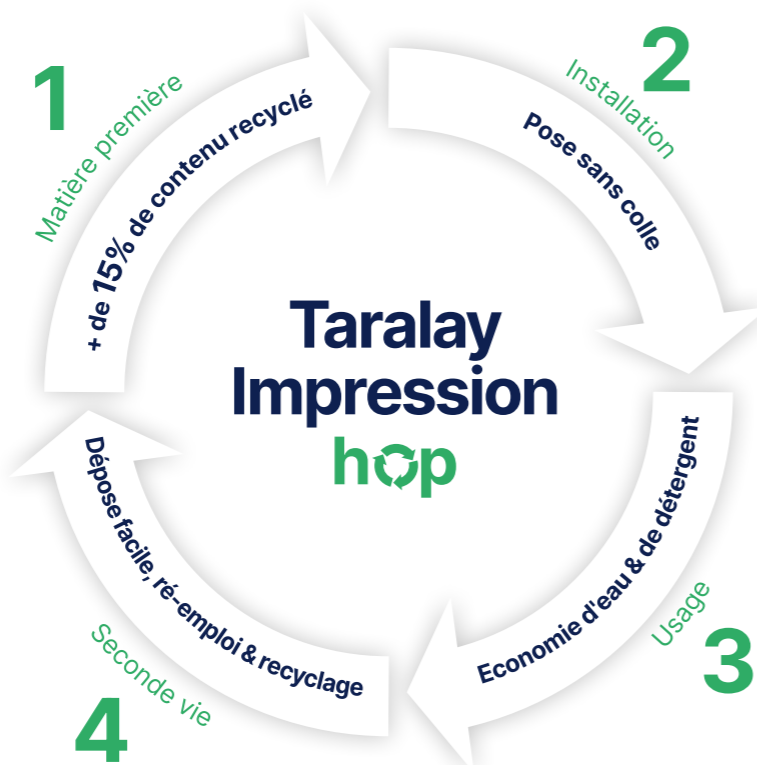 1
Matière première
+ de 15% de contenu recyclé
2
Installation
Pose sans colle
Taralay
Impression
hop
Economie d'eau & de détergent
Usage
3
Dépose facile, ré-emploi & recyclage
Seconde vie
4